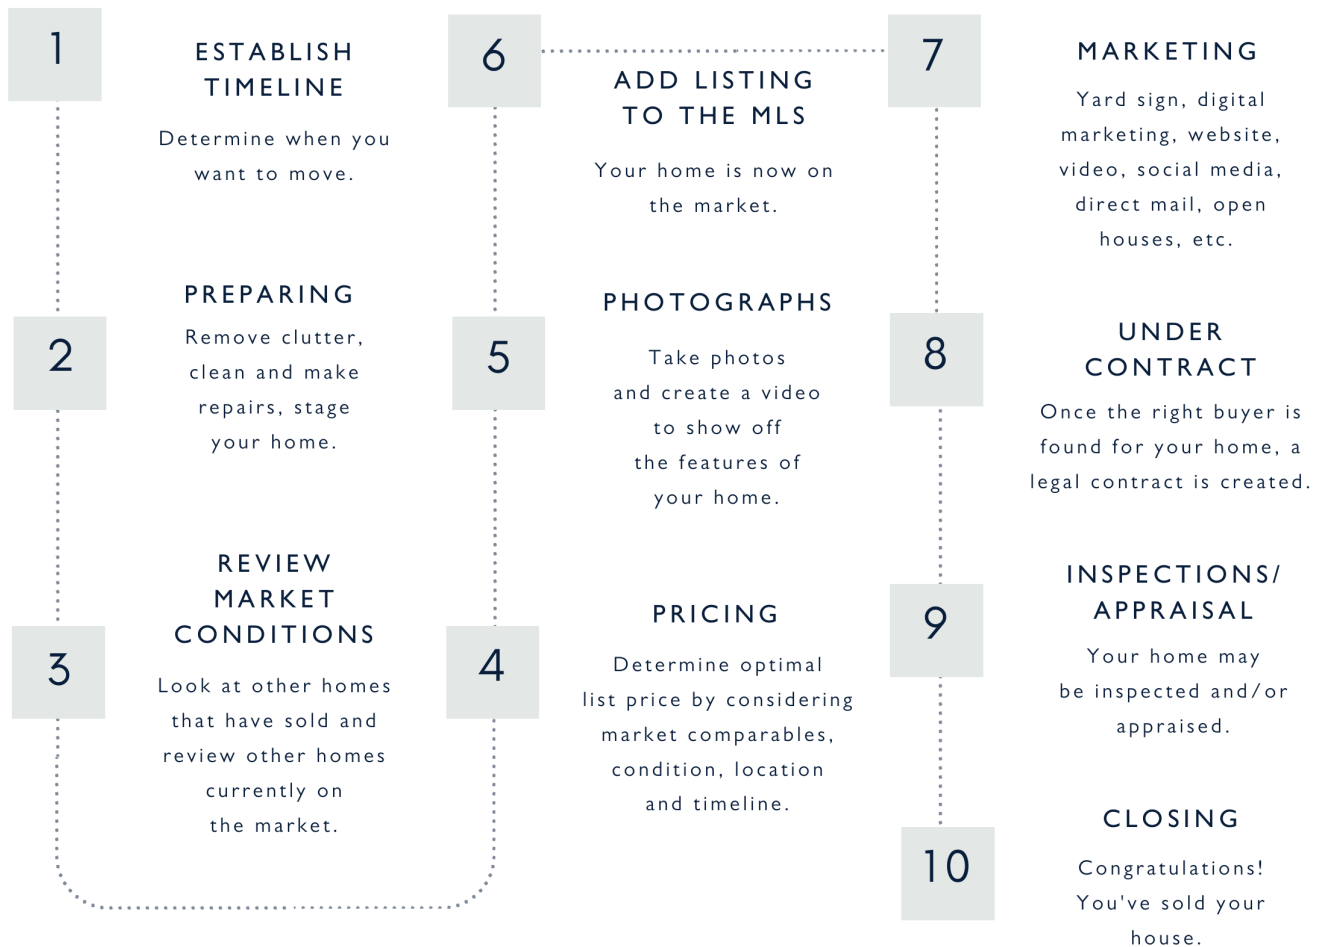 1
ESTABLISH
TIMELINE
Determine when you
want to move.
2
PREPARING
Remove clutter,
clean and make
repairs, stage
your home.
3
REVIEW
MARKET
CONDITIONS
Look at other homes
that have sold and
review other homes
currently on
the market.
4
PRICING
Determine optimal
list price by considering
market comparables,
condition, location
and timeline.
5
PHOTOGRAPHS
Take photos
and create a video
to show off
the features of
your home.
6
ADD LISTING
TO THE MLS
Your home is now on
the market.
7
MARKETING
Yard sign, digital
marketing, website,
video, social media,
direct mail, open
houses, etc.
8
UNDER
CONTRACT
Once the right buyer is
found for your home, a
legal contract is created.
9
INSPECTIONS/
APPRAISAL
Your home may
be inspected and/or
appraised.
10
CLOSING
Congratulations!
You've sold your
house.